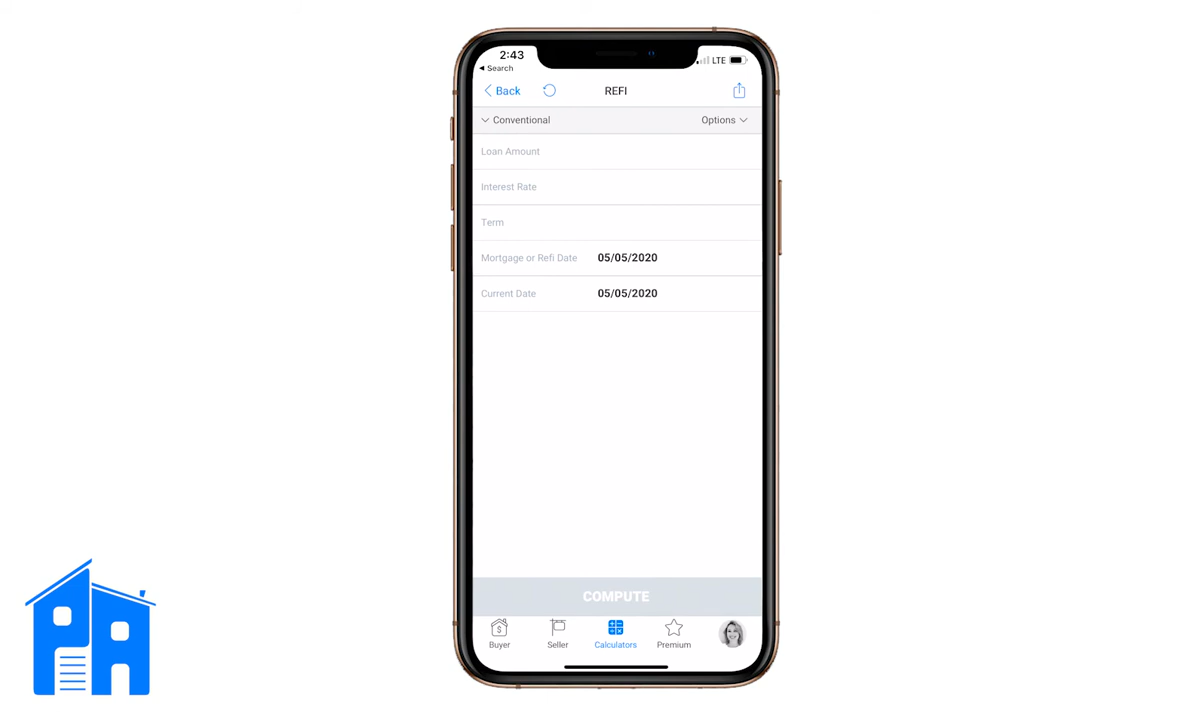 2:43
LTE
Search
Back
REFI
Conventional
Options
Loan Amount
Interest Rate
Term
Mortgage or Refi Date 05/05/2020
Current Date 05/05/2020
COMPUTE
Buyer
Seller
Calculators
Premium